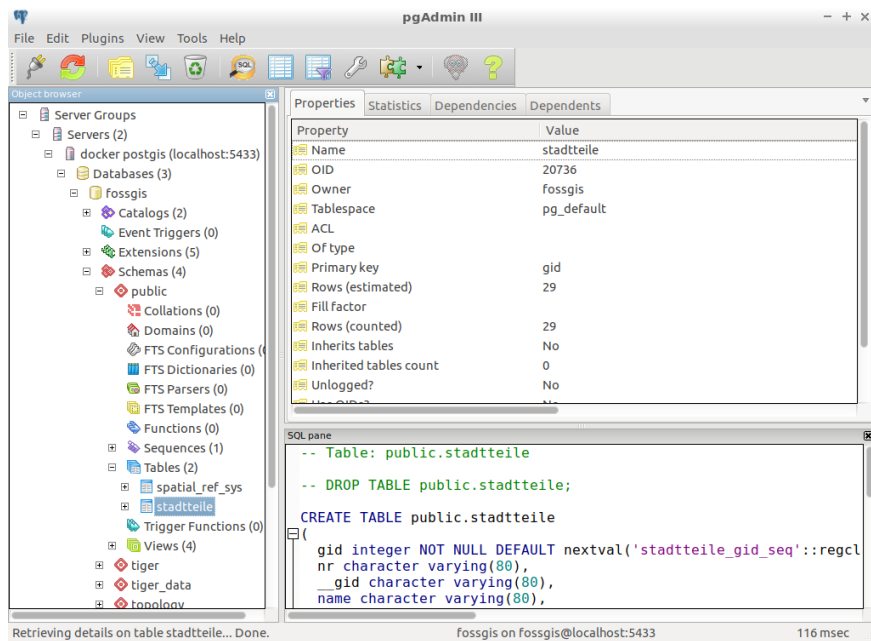 pgAdmin III
File Edit Plugins View Tools Help
SQL
Object browser
Server Groups
Servers (2)
docker postgis (localhost:5433)
Databases (3)
fossgis
Catalogs (2)
Event Triggers (0)
Extensions (5)
Schemas (4)
public
Collations (0)
Domains (0)
FTS Configurations (
FTS Dictionaries (0)
FTS Parsers (0)
FTS Templates (0)
Functions (0)
Sequences (1)
Tables (2)
spatial_ref_sys
stadtteile
Trigger Functions (0)
Views (4)
tiger
tiger_data
topology
Properties Statistics Dependencies Dependents
Property Value
Name stadtteile
OID 20736
Owner fossgis
Tablespace pg_default
ACL
Of type
Primary key gid
Rows (estimated) 29
Fill factor
Rows (counted) 29
Inherits tables No
Inherited tables count 0
Unlogged? No
SQL pane
-- Table: public.stadtteile
-- DROP TABLE public.stadtteile;
CREATE TABLE public.stadtteile
(
gid integer NOT NULL DEFAULT nextval('stadtteile_gid_seq'::regcl
nr character varying(80),
__gid character varying(80),
name character varying(80),
Retrieving details on table stadtteile... Done. fossgis on fossgis@localhost:5433 116 msec